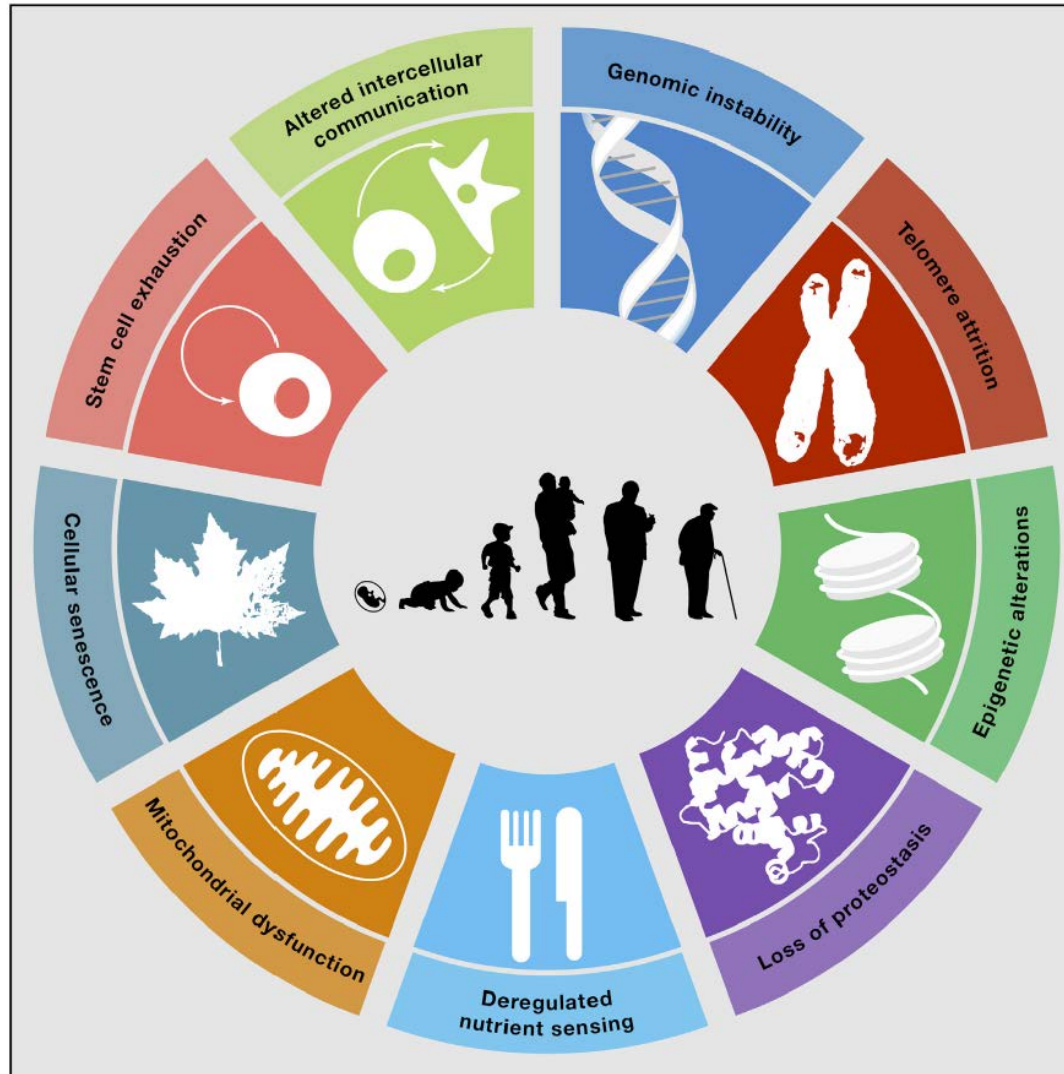 Genomic instability
Telomere attrition
Epigenetic alterations
Loss of proteostasis
Deregulated
nutrient sensing
Mitochondrial dysfunction
Cellular senescence
Stem cell exhaustion
Altered intercellular
communication